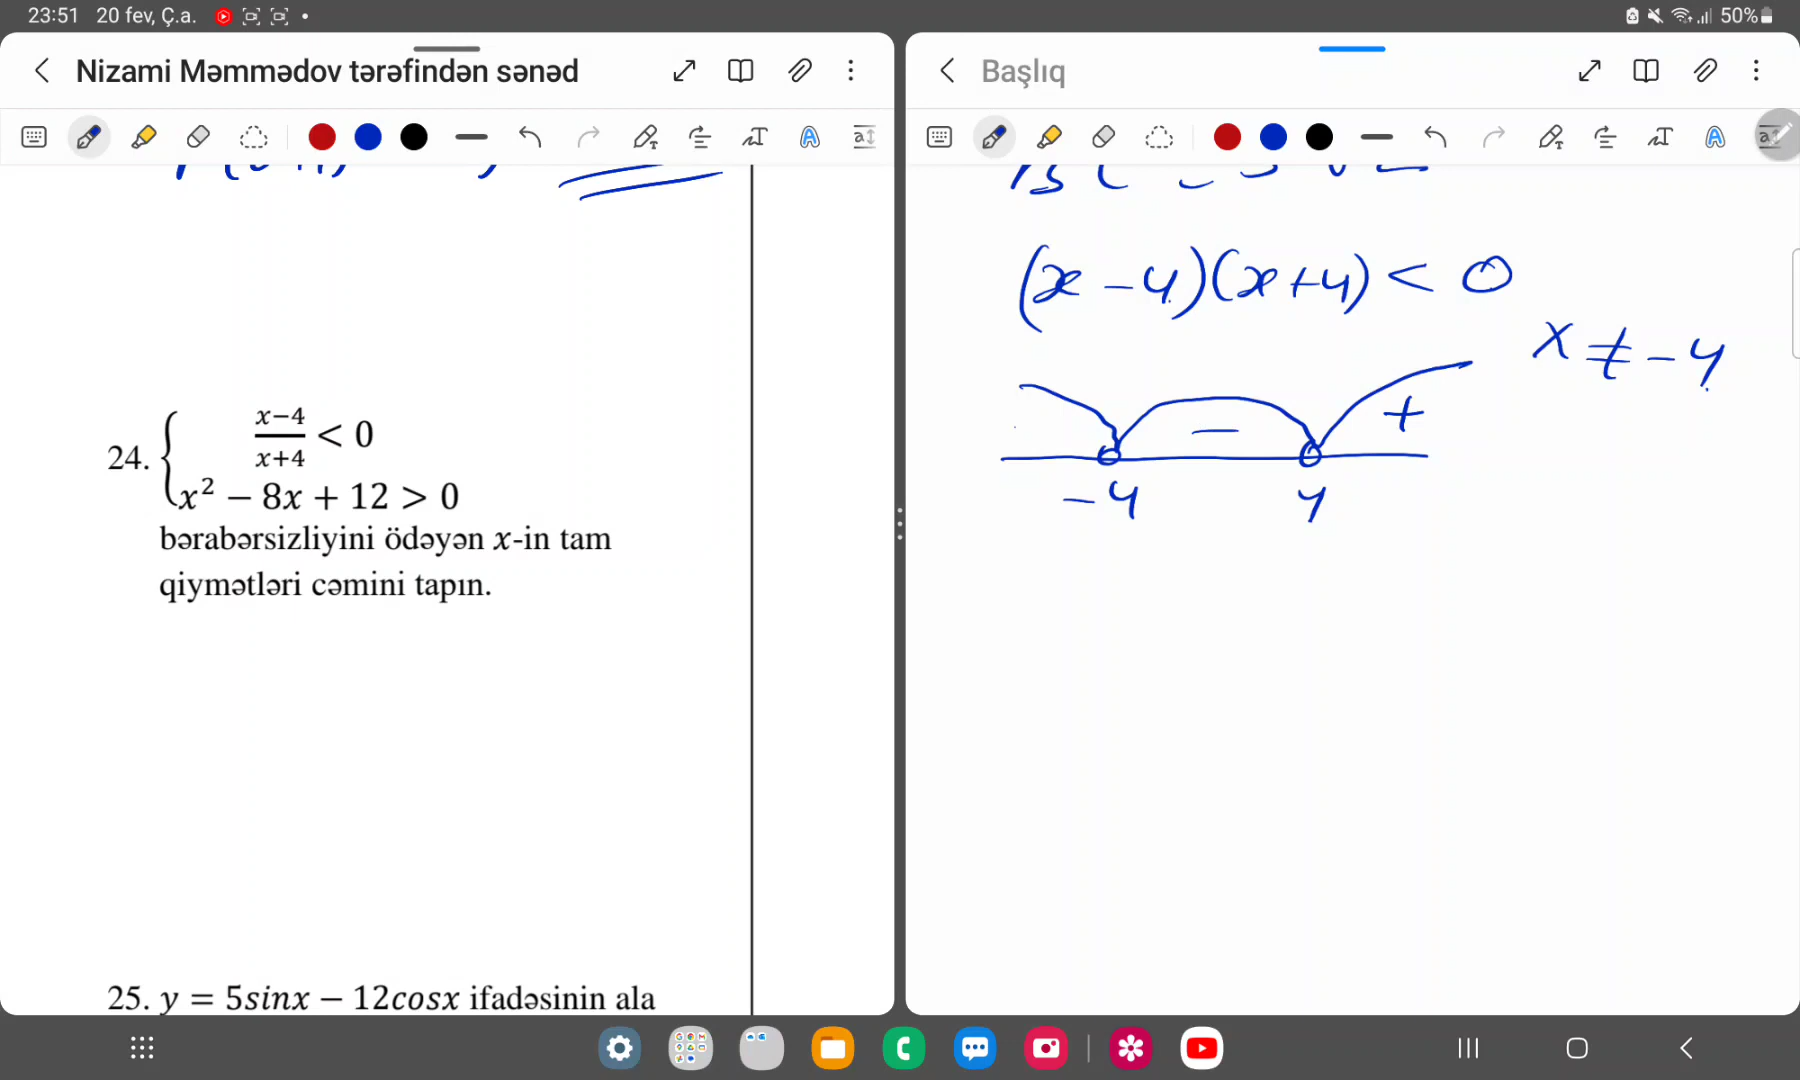 23:51 20 fev, Ç.a. 50%
Nizami Məmmədov tərəfindən sənəd
24. { x−4/x+4 < 0
x² − 8x + 12 > 0
bərabərsizliyini ödəyən x-in tam
qiymətləri cəmini tapın.
25. y = 5sinx − 12cosx ifadəsinin ala
Başlıq
(x − 4)(x + 4) < 0
x ≠ − 4
− +
−4 4